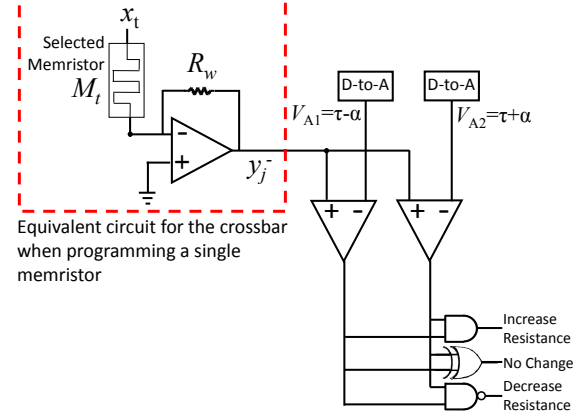 x_t
Selected
Memristor
M_t
R_w
-
+
y_j^-
D-to-A
D-to-A
V_A1=τ-α
V_A2=τ+α
+ -
+ -
Equivalent circuit for the crossbar
when programming a single
memristor
Increase
Resistance
No Change
Decrease
Resistance